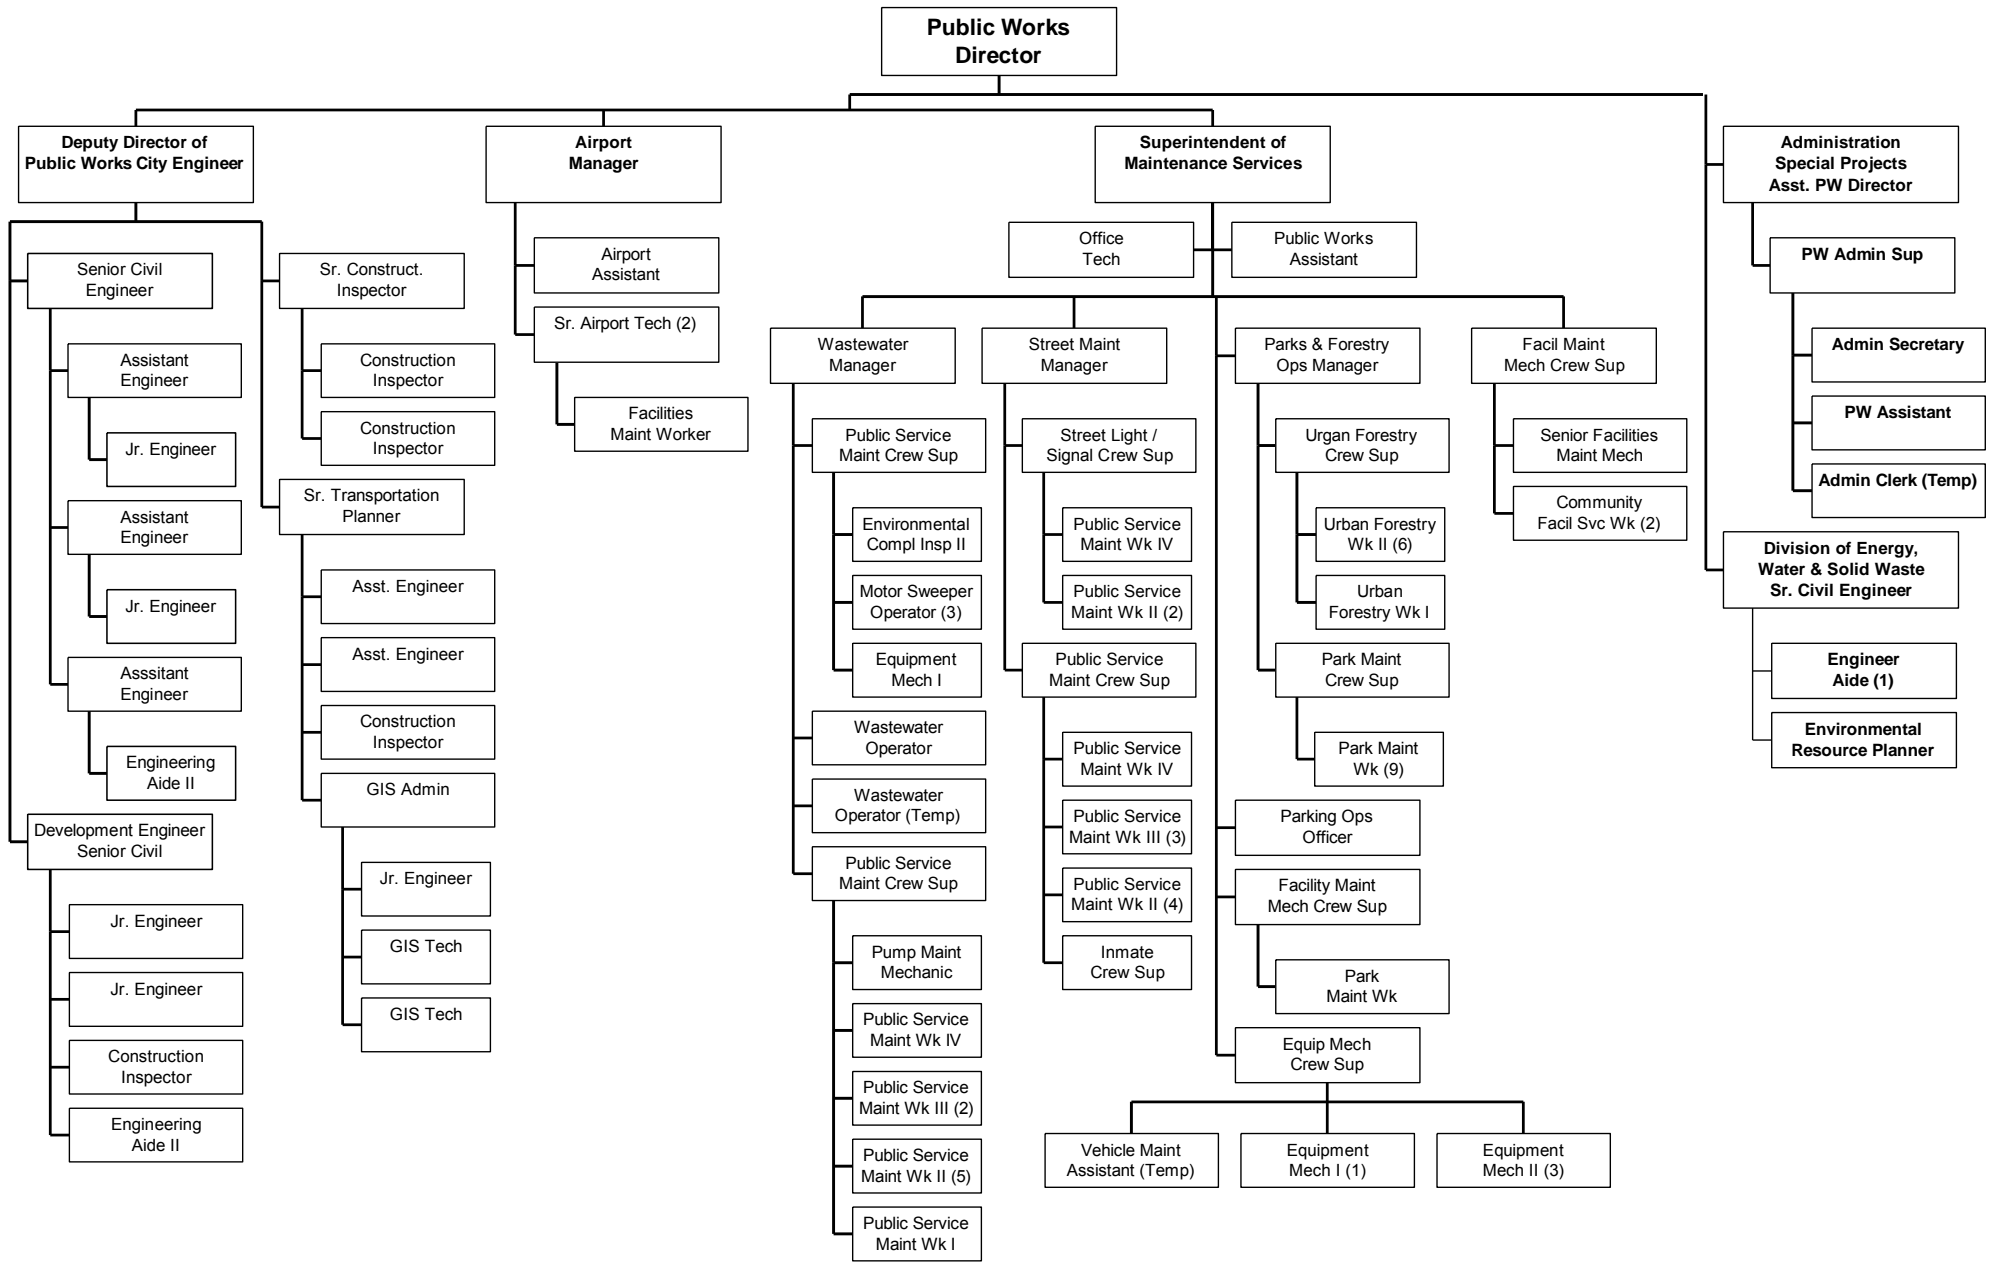 Public Works
Director
Deputy Director of
Public Works City Engineer
Senior Civil
Engineer
Assistant
Engineer
Jr. Engineer
Assistant
Engineer
Jr. Engineer
Asssitant
Engineer
Engineering
Aide II
Development Engineer
Senior Civil
Jr. Engineer
Jr. Engineer
Construction
Inspector
Engineering
Aide II
Sr. Construct.
Inspector
Construction
Inspector
Construction
Inspector
Sr. Transportation
Planner
Asst. Engineer
Asst. Engineer
Construction
Inspector
GIS Admin
Jr. Engineer
GIS Tech
GIS Tech
Airport
Manager
Airport
Assistant
Sr. Airport Tech (2)
Facilities
Maint Worker
Superintendent of
Maintenance Services
Office
Tech
Public Works
Assistant
Wastewater
Manager
Public Service
Maint Crew Sup
Environmental
Compl Insp II
Motor Sweeper
Operator (3)
Equipment
Mech I
Wastewater
Operator
Wastewater
Operator (Temp)
Public Service
Maint Crew Sup
Pump Maint
Mechanic
Public Service
Maint Wk IV
Public Service
Maint Wk III (2)
Public Service
Maint Wk II (5)
Public Service
Maint Wk I
Street Maint
Manager
Street Light /
Signal Crew Sup
Public Service
Maint Wk IV
Public Service
Maint Wk II (2)
Public Service
Maint Crew Sup
Public Service
Maint Wk IV
Public Service
Maint Wk III (3)
Public Service
Maint Wk II (4)
Inmate
Crew Sup
Parks & Forestry
Ops Manager
Urgan Forestry
Crew Sup
Urban Forestry
Wk II (6)
Urban
Forestry Wk I
Park Maint
Crew Sup
Park Maint
Wk (9)
Parking Ops
Officer
Facility Maint
Mech Crew Sup
Park
Maint Wk
Equip Mech
Crew Sup
Vehicle Maint
Assistant (Temp)
Equipment
Mech I (1)
Equipment
Mech II (3)
Facil Maint
Mech Crew Sup
Senior Facilities
Maint Mech
Community
Facil Svc Wk (2)
Administration
Special Projects
Asst. PW Director
PW Admin Sup
Admin Secretary
PW Assistant
Admin Clerk (Temp)
Division of Energy,
Water & Solid Waste
Sr. Civil Engineer
Engineer
Aide (1)
Environmental
Resource Planner